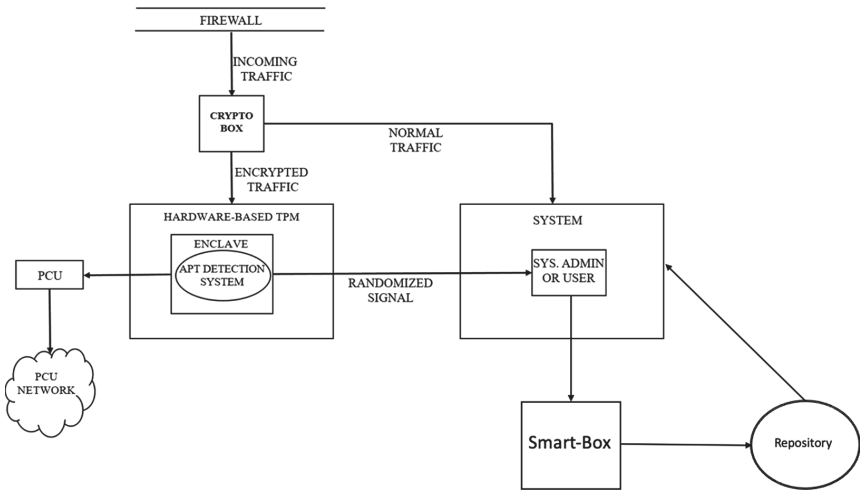 FIREWALL
INCOMING
TRAFFIC
CRYPTO
BOX
NORMAL
TRAFFIC
ENCRYPTED
TRAFFIC
HARDWARE-BASED TPM
SYSTEM
ENCLAVE
APT DETECTION
SYSTEM
SYS. ADMIN
OR USER
PCU
RANDOMIZED
SIGNAL
PCU
NETWORK
Smart-Box
Repository